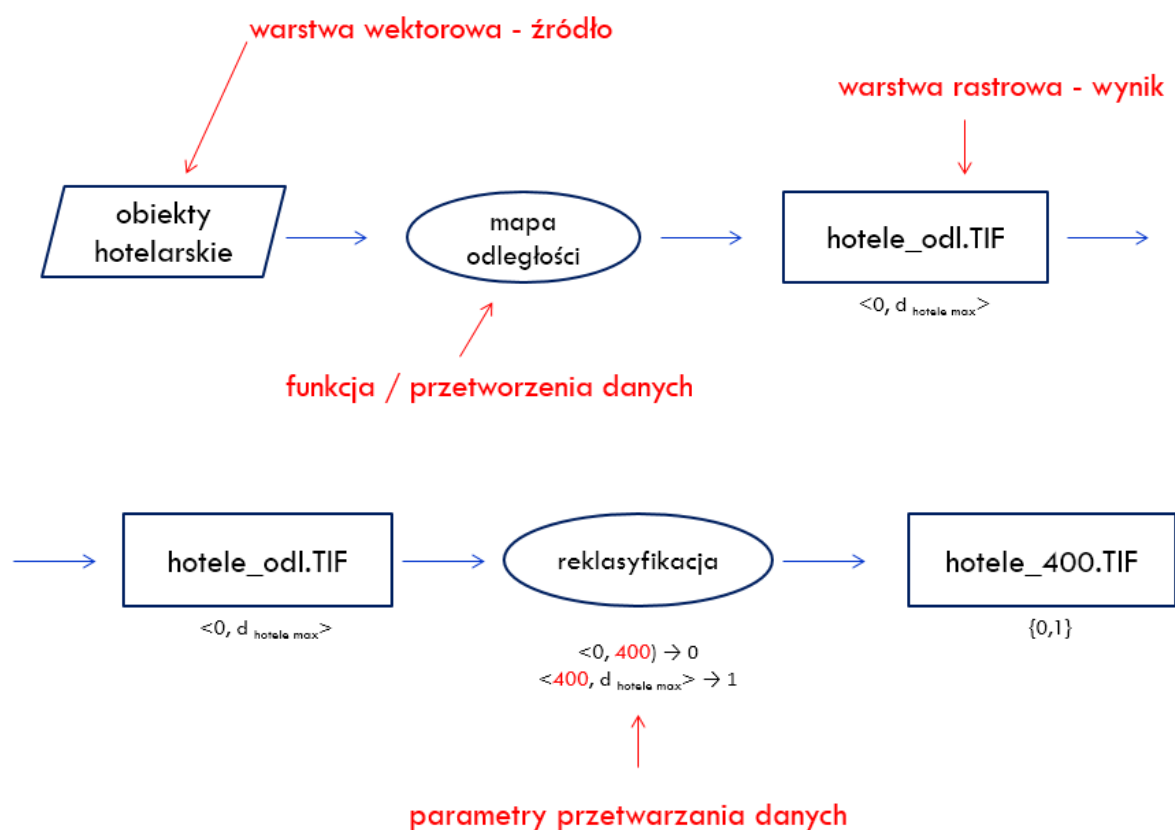 warstwa wektorowa - źródło
warstwa rastrowa - wynik
obiekty
hotelarskie
mapa
odległości
hotele_odl.TIF
<0, d hotele max>
funkcja / przetworzenia danych
hotele_odl.TIF
<0, d hotele max>
reklasyfikacja
<0, 400) → 0
<400, d hotele max> → 1
hotele_400.TIF
{0,1}
parametry przetwarzania danych